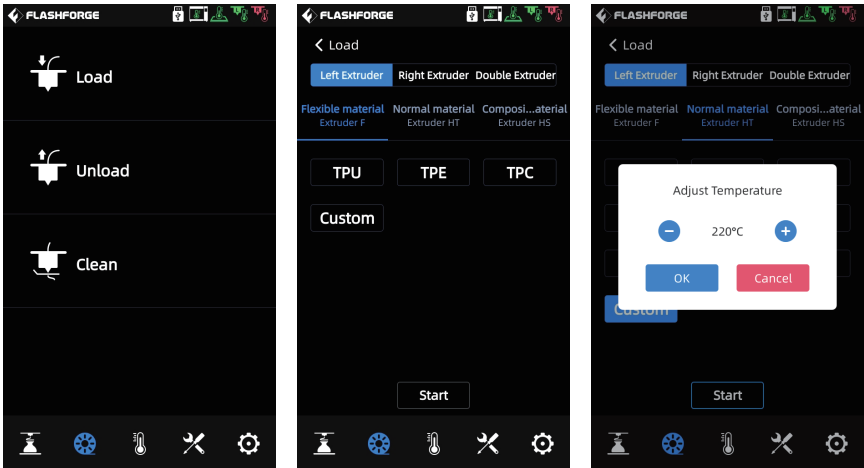 FLASHFORGE
Load
Unload
Clean
FLASHFORGE
Load
Left Extruder Right Extruder Double Extruder
Flexible material Normal material Composi...aterial
Extruder F Extruder HT Extruder HS
TPU TPE TPC
Custom
Start
FLASHFORGE
Load
Left Extruder Right Extruder Double Extruder
Flexible material Normal material Composi...aterial
Extruder F Extruder HT Extruder HS
Adjust Temperature
220°C
OK Cancel
Custom
Start